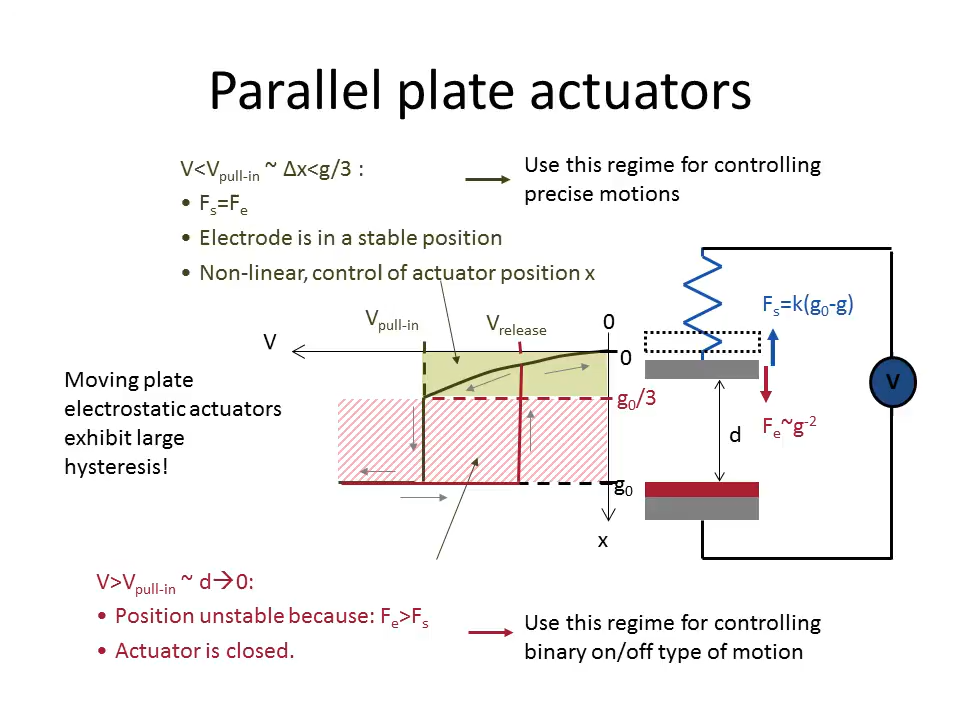 Parallel plate actuators
V<Vpull-in ~ Δx<g/3 :
• Fs=Fe
• Electrode is in a stable position
• Non-linear, control of actuator position x
Use this regime for controlling
precise motions
Vpull-in
Vrelease
0
V
0
g0/3
g0
x
Moving plate
electrostatic actuators
exhibit large
hysteresis!
Fs=k(g0-g)
Fe~g-2
d
V
V>Vpull-in ~ d→0:
• Position unstable because: Fe>Fs
• Actuator is closed.
Use this regime for controlling
binary on/off type of motion